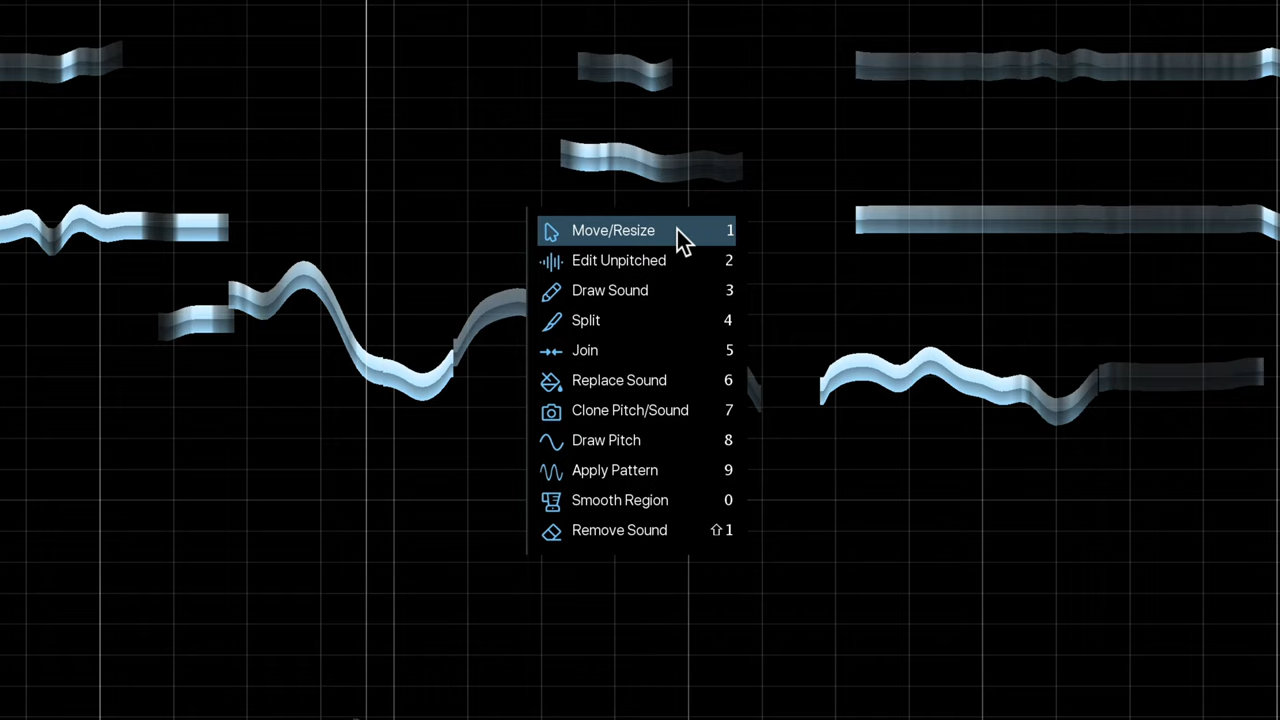 Move/Resize 1
Edit Unpitched 2
Draw Sound 3
Split 4
Join 5
Replace Sound 6
Clone Pitch/Sound 7
Draw Pitch 8
Apply Pattern 9
Smooth Region 0
Remove Sound ⇧1